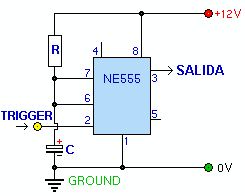 +12V
R
4
8
NE555
7
3
SALIDA
6
TRIGGER
2
5
1
+
C
0V
GROUND